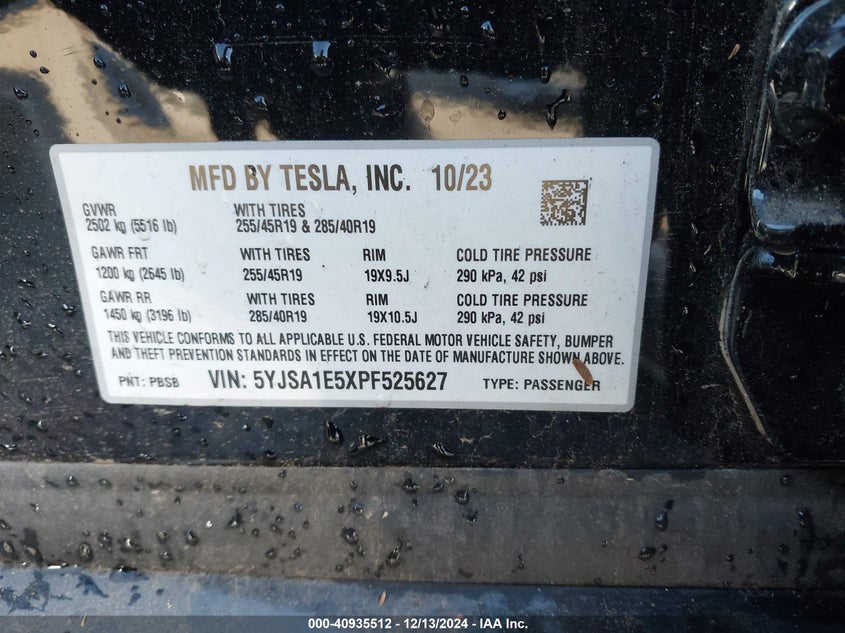 MFD BY TESLA, INC. 10/23
GVWR WITH TIRES
2502 kg (5516 lb) 255/45R19 & 285/40R19
GAWR FRT WITH TIRES RIM COLD TIRE PRESSURE
1200 kg (2645 lb) 255/45R19 19X9.5J 290 kPa, 42 psi
GAWR RR WITH TIRES RIM COLD TIRE PRESSURE
1450 kg (3196 lb) 285/40R19 19X10.5J 290 kPa, 42 psi
THIS VEHICLE CONFORMS TO ALL APPLICABLE U.S. FEDERAL MOTOR VEHICLE SAFETY, BUMPER
AND THEFT PREVENTION STANDARDS IN EFFECT ON THE DATE OF MANUFACTURE SHOWN ABOVE.
PNT: PBSB VIN: 5YJSA1E5XPF525627 TYPE: PASSENGER
000-40935512 - 12/13/2024 - IAA Inc.